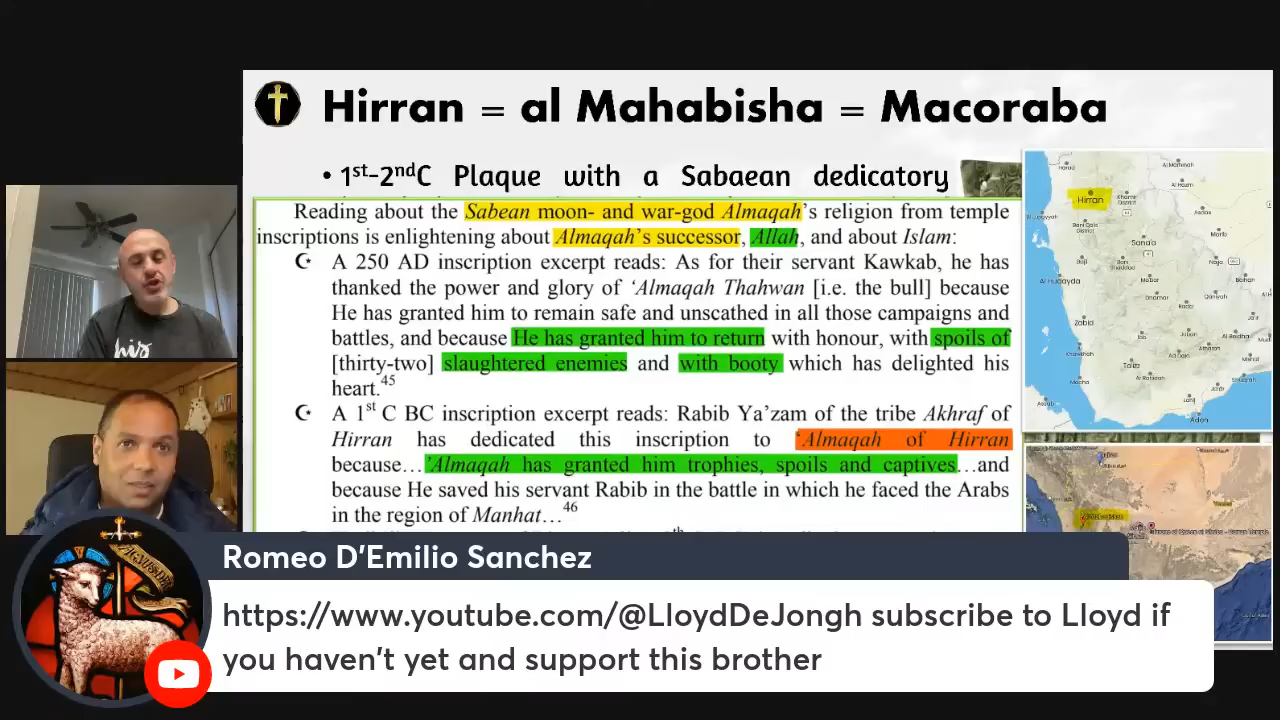 Hirran = al Mahabisha = Macoraba
• 1st-2ndC Plaque with a Sabaean dedicatory
Reading about the Sabean moon- and war-god Almaqah's religion from temple
inscriptions is enlightening about Almaqah's successor, Allah, and about Islam:
A 250 AD inscription excerpt reads: As for their servant Kawkab, he has
thanked the power and glory of 'Almaqah Thahwan [i.e. the bull] because
He has granted him to remain safe and unscathed in all those campaigns and
battles, and because He has granted him to return with honour, with spoils of
[thirty-two] slaughtered enemies and with booty which has delighted his
heart.45
A 1st C BC inscription excerpt reads: Rabib Ya'zam of the tribe Akhraf of
Hirran has dedicated this inscription to 'Almaqah of Hirran
because…'Almaqah has granted him trophies, spoils and captives…and
because He saved his servant Rabib in the battle in which he faced the Arabs
in the region of Manhat…46
Hirran
Sana'a
Al Hudayda
Zabid
Dhamar
Marib
Aden
his
AGNUS DEI
Romeo D'Emilio Sanchez
https://www.youtube.com/@LloydDeJongh subscribe to Lloyd if
you haven't yet and support this brother